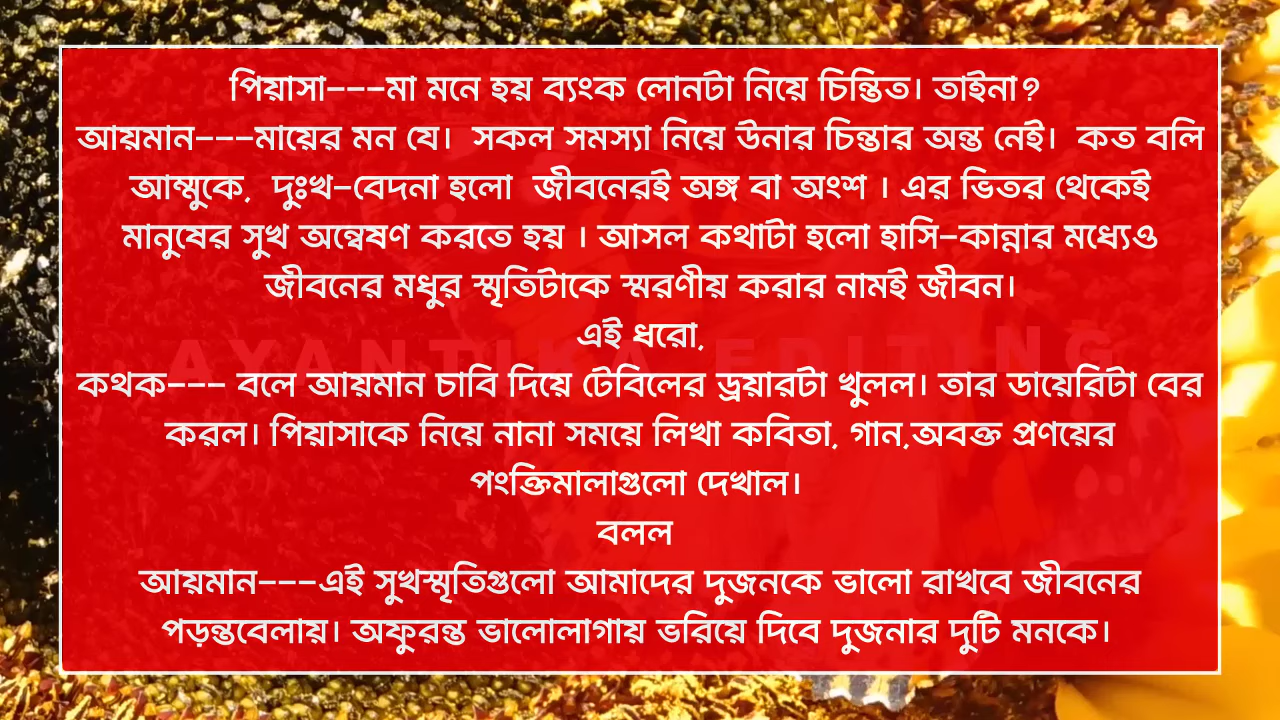 পিয়াসা---মা মনে হয় ব্যংক লোনটা নিয়ে চিন্তিত। তাইনা?
আয়মান---মায়ের মন যে। সকল সমস্যা নিয়ে উনার চিন্তার অন্ত নেই। কত বলি
আম্মুকে, দুঃখ-বেদনা হলো জীবনেরই অঙ্গ বা অংশ । এর ভিতর থেকেই
মানুষের সুখ অন্বেষণ করতে হয় । আসল কথাটা হলো হাসি-কান্নার মধ্যেও
জীবনের মধুর স্মৃতিটাকে স্মরণীয় করার নামই জীবন।
এই ধরো,
AYANTIKA EDITING
কথক--- বলে আয়মান চাবি দিয়ে টেবিলের ড্রয়ারটা খুলল। তার ডায়েরিটা বের
করল। পিয়াসাকে নিয়ে নানা সময়ে লিখা কবিতা, গান,অবক্ত প্রণয়ের
পংক্তিমালাগুলো দেখাল।
বলল
আয়মান---এই সুখস্মৃতিগুলো আমাদের দুজনকে ভালো রাখবে জীবনের
পড়ন্তবেলায়। অফুরন্ত ভালোলাগায় ভরিয়ে দিবে দুজনার দুটি মনকে।